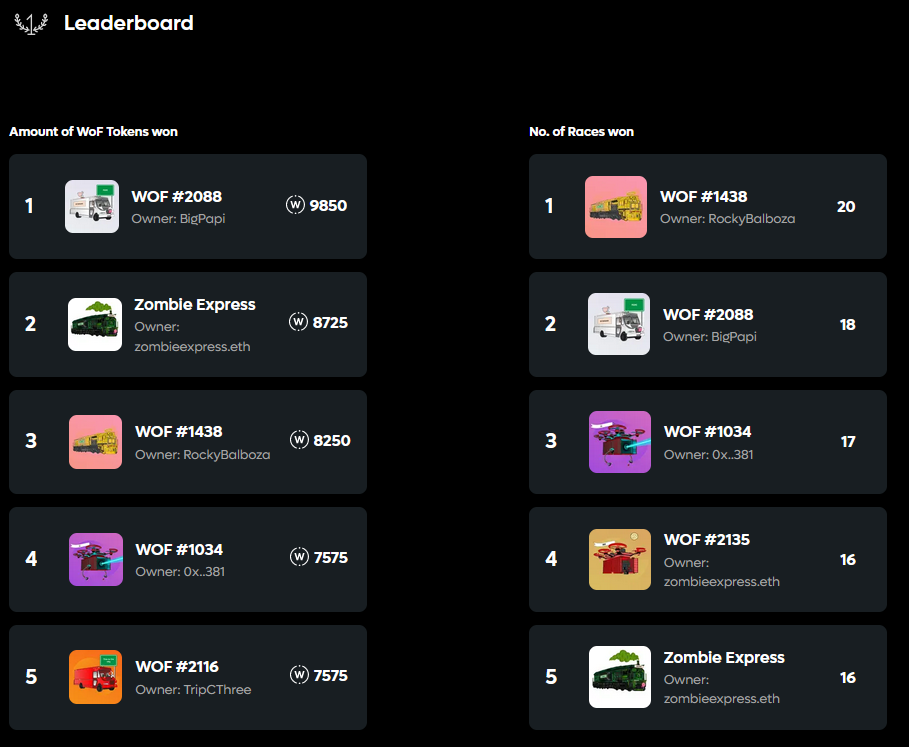 Leaderboard
Amount of WoF Tokens won
1
WOF #2088
Owner: BigPapi
W 9850
2
Zombie Express
Owner:
zombieexpress.eth
W 8725
3
WOF #1438
Owner: RockyBalboza
W 8250
4
WOF #1034
Owner: 0x..381
W 7575
5
WOF #2116
Owner: TripCThree
W 7575
No. of Races won
1
WOF #1438
Owner: RockyBalboza
20
2
WOF #2088
Owner: BigPapi
18
3
WOF #1034
Owner: 0x..381
17
4
WOF #2135
Owner:
zombieexpress.eth
16
5
Zombie Express
Owner:
zombieexpress.eth
16